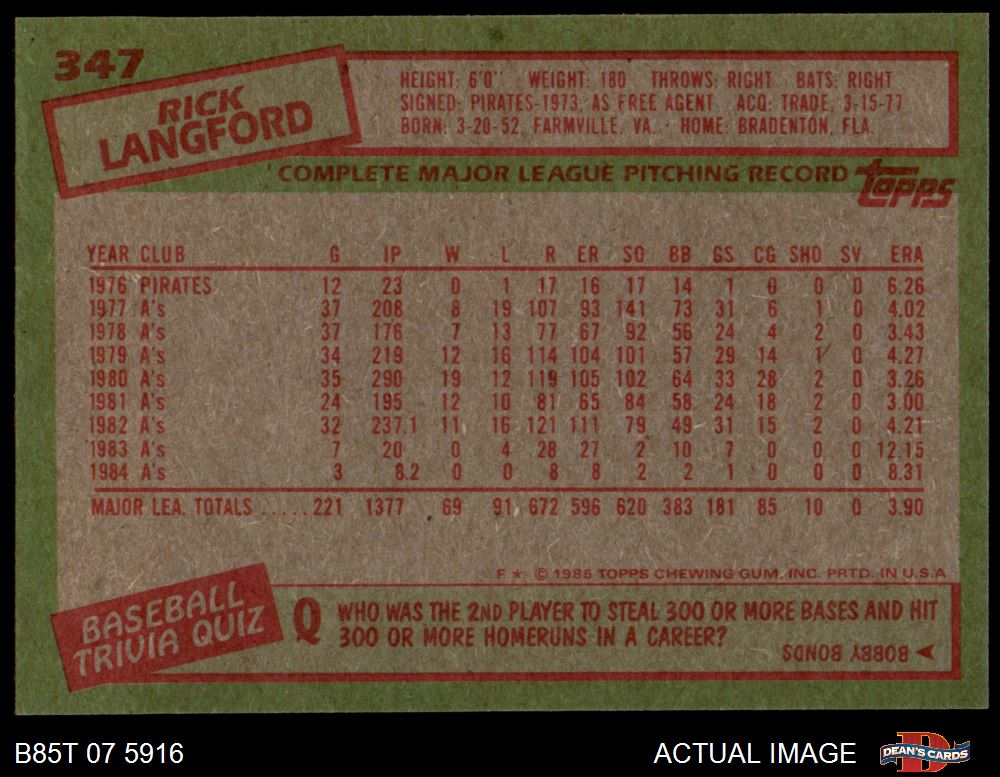 347
RICK
LANGFORD
HEIGHT: 6'0" WEIGHT: 180 THROWS: RIGHT BATS: RIGHT
SIGNED: PIRATES-1973, AS FREE AGENT ACQ: TRADE, 3-15-77
BORN: 3-20-52, FARMVILLE, VA. · HOME: BRADENTON, FLA.
COMPLETE MAJOR LEAGUE PITCHING RECORD
topps
YEAR CLUB G IP W L R ER SO BB GS CG SHO SV ERA
1976 PIRATES 12 23 0 1 17 16 17 14 1 0 0 0 6.26
1977 A's 37 208 8 19 107 93 141 73 31 6 1 0 4.02
1978 A's 37 176 7 13 77 67 92 56 24 4 2 0 3.43
1979 A's 34 219 12 16 114 104 101 57 29 14 1 0 4.27
1980 A's 35 290 19 12 119 105 102 64 33 28 2 0 3.26
1981 A's 24 195 12 10 81 65 84 58 24 18 2 0 3.00
1982 A's 32 237.1 11 16 121 111 79 49 31 15 2 0 4.21
1983 A's 7 20 0 4 28 27 2 10 7 0 0 0 12.15
1984 A's 3 8.2 0 0 8 8 2 2 1 0 0 0 8.31
MAJOR LEA. TOTALS ..... 221 1377 69 91 672 596 620 383 181 85 10 0 3.90
F * © 1985 TOPPS CHEWING GUM, INC. PRTD. IN U.S.A
BASEBALL
TRIVIA QUIZ
Q WHO WAS THE 2ND PLAYER TO STEAL 300 OR MORE BASES AND HIT
300 OR MORE HOMERUNS IN A CAREER?
BOBBY BONDS
B85T 07 5916
ACTUAL IMAGE
D
DEAN'S CARDS